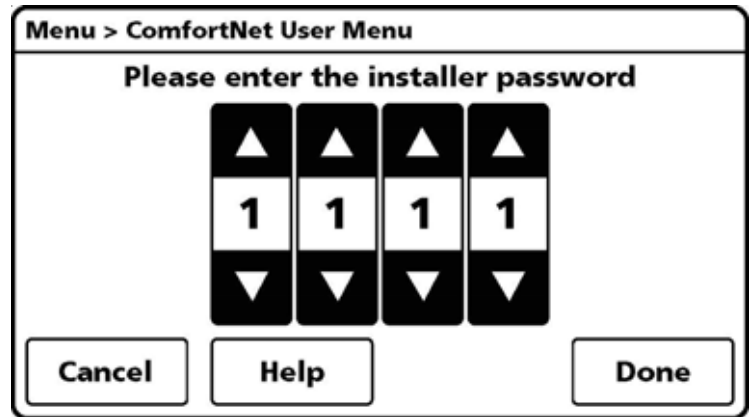 Menu > ComfortNet User Menu
Please enter the installer password
1 1 1 1
Cancel Help Done